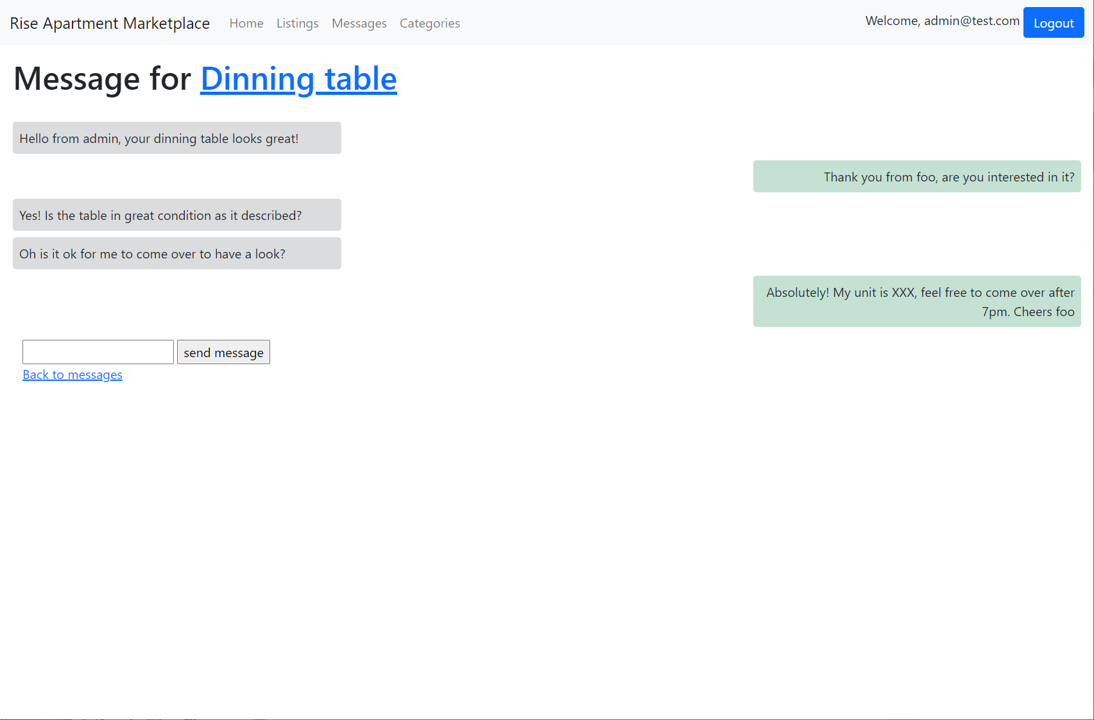 Rise Apartment Marketplace Home Listings Messages Categories Welcome, admin@test.com Logout
Message for Dinning table
Hello from admin, your dinning table looks great!
Thank you from foo, are you interested in it?
Yes! Is the table in great condition as it described?
Oh is it ok for me to come over to have a look?
Absolutely! My unit is XXX, feel free to come over after
7pm. Cheers foo
send message
Back to messages